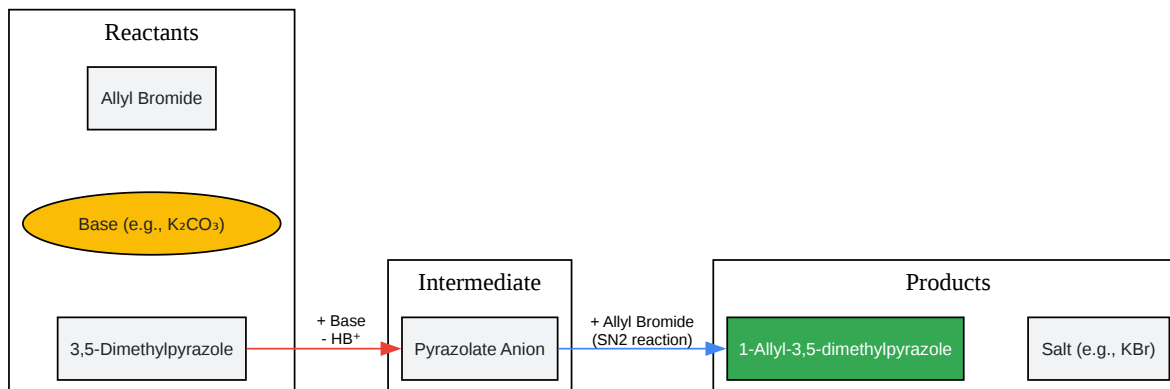 Reactants
Allyl Bromide
Base (e.g., K₂CO₃)
3,5-Dimethylpyrazole
+ Base
- HB⁺
Intermediate
Pyrazolate Anion
+ Allyl Bromide
(SN2 reaction)
Products
1-Allyl-3,5-dimethylpyrazole
Salt (e.g., KBr)